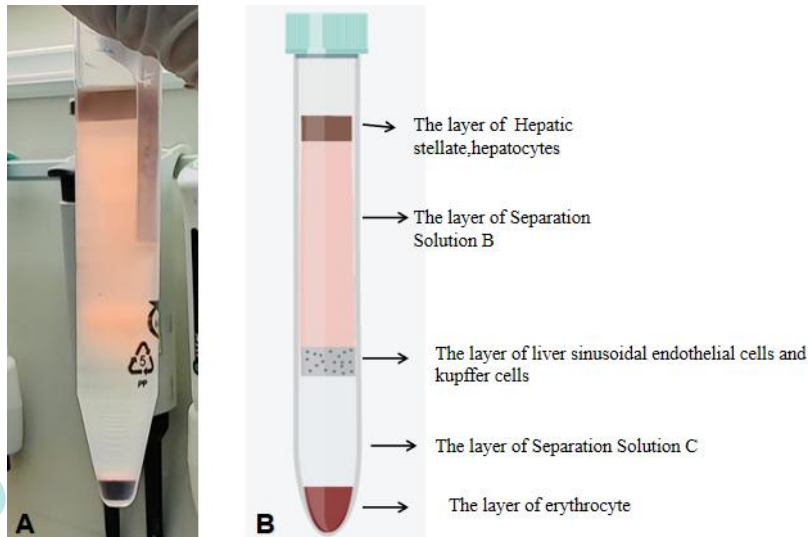 The layer of Hepatic
stellate,hepatocytes
The layer of Separation
Solution B
The layer of liver sinusoidal endothelial cells and
kupffer cells
5
PP
The layer of Separation Solution C
The layer of erythrocyte
A
B